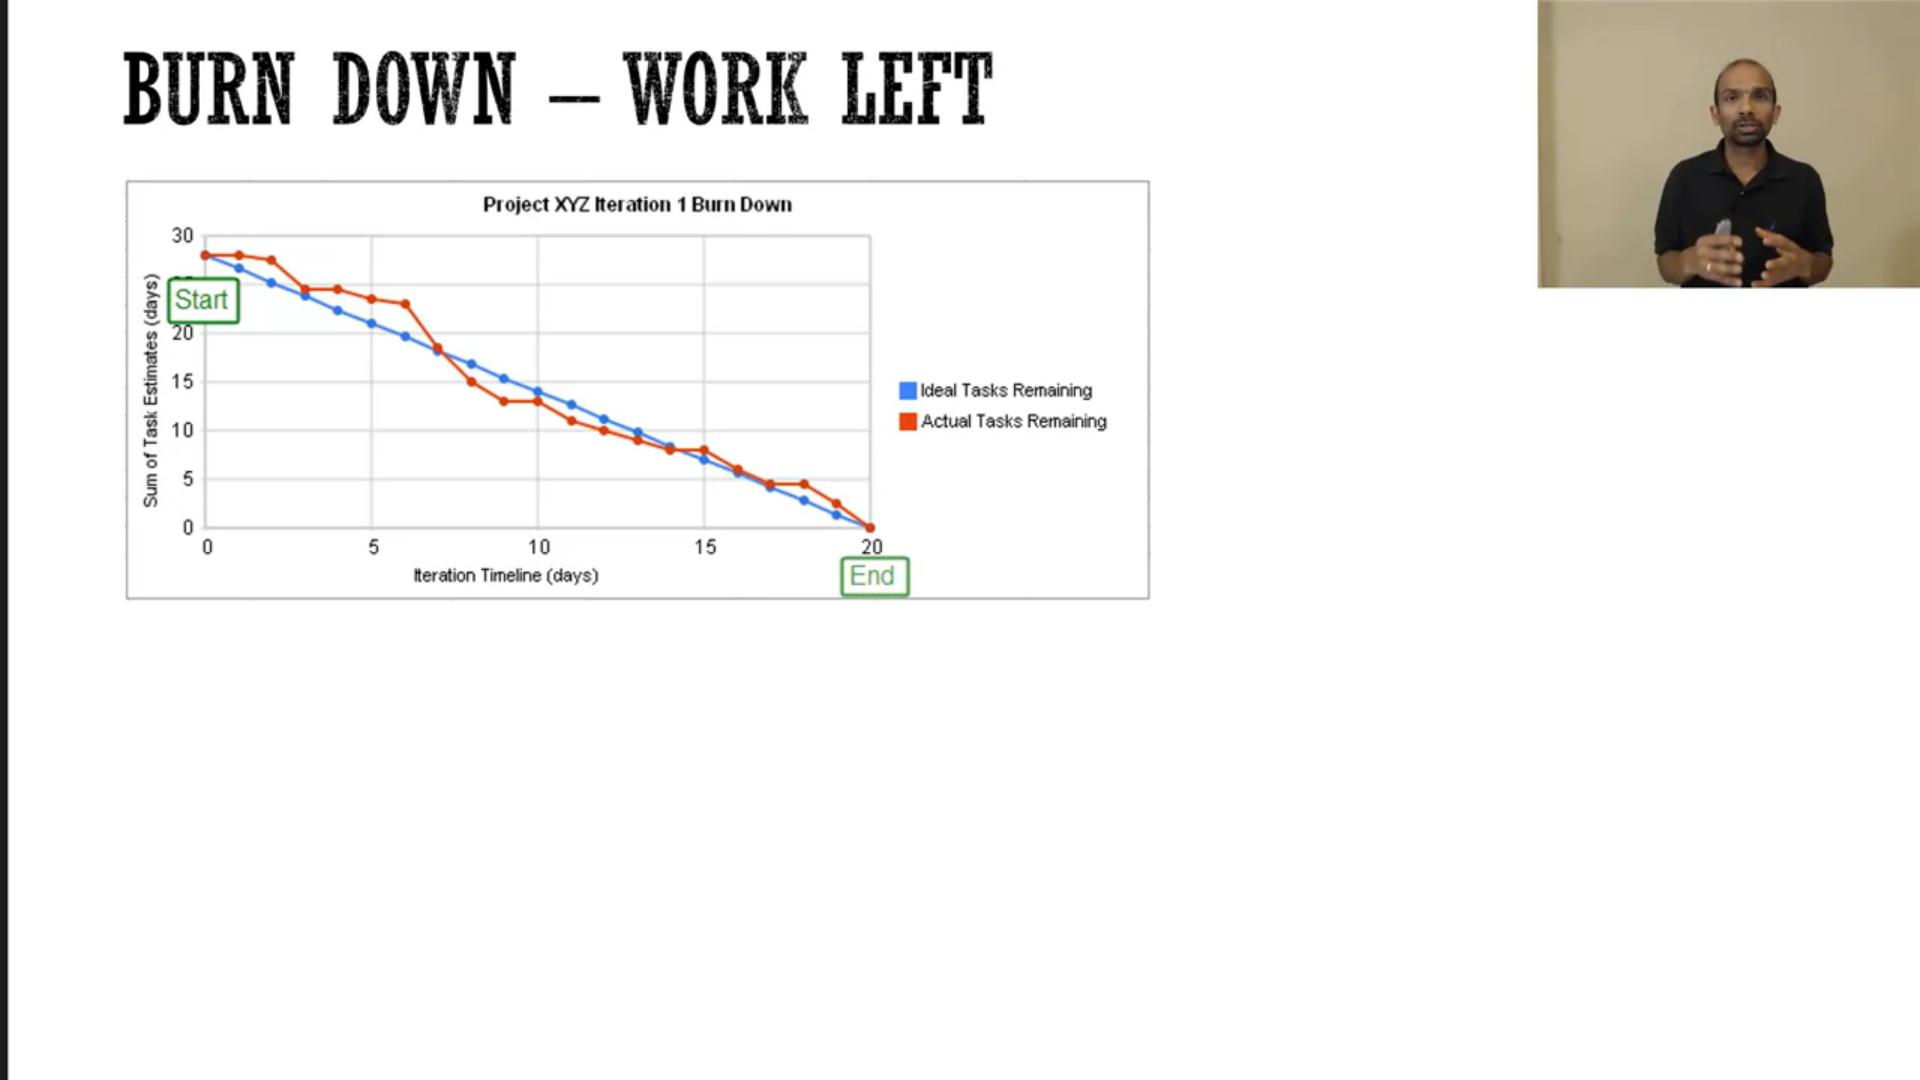 BURN DOWN – WORK LEFT
Project XYZ Iteration 1 Burn Down
Sum of Task Estimates (days)
30
Start
20
15
10
5
0
0 5 10 15 20
Iteration Timeline (days)
End
Ideal Tasks Remaining
Actual Tasks Remaining